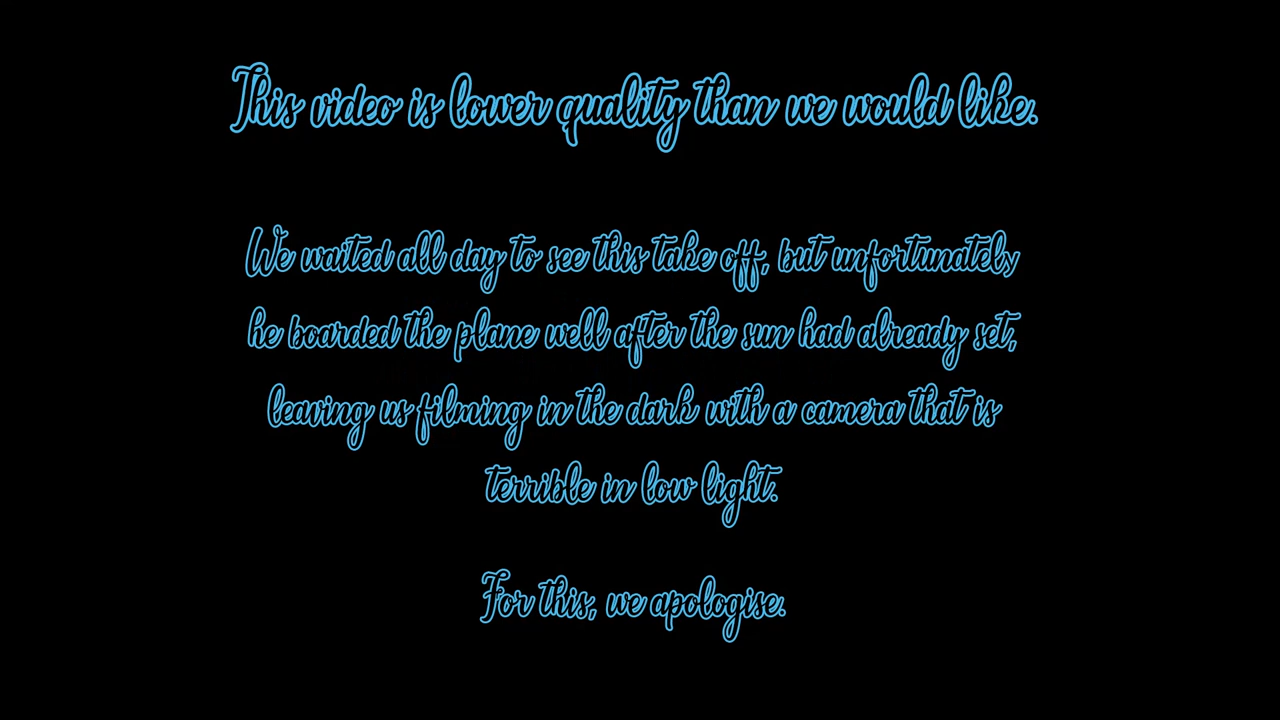 This video is lower quality than we would like.
We waited all day to see this take off, but unfortunately
he boarded the plane well after the sun had already set,
leaving us filming in the dark with a camera that is
terrible in low light.
For this, we apologise.